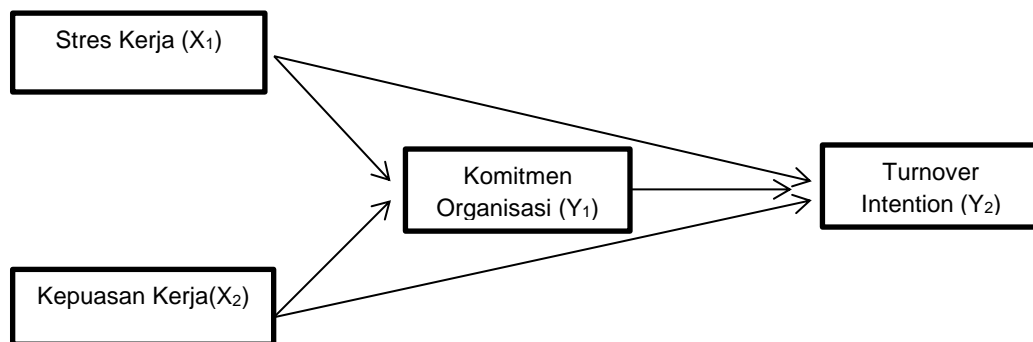 Stres Kerja (X₁)
Komitmen
Organisasi (Y₁)
Turnover
Intention (Y₂)
Kepuasan Kerja(X₂)